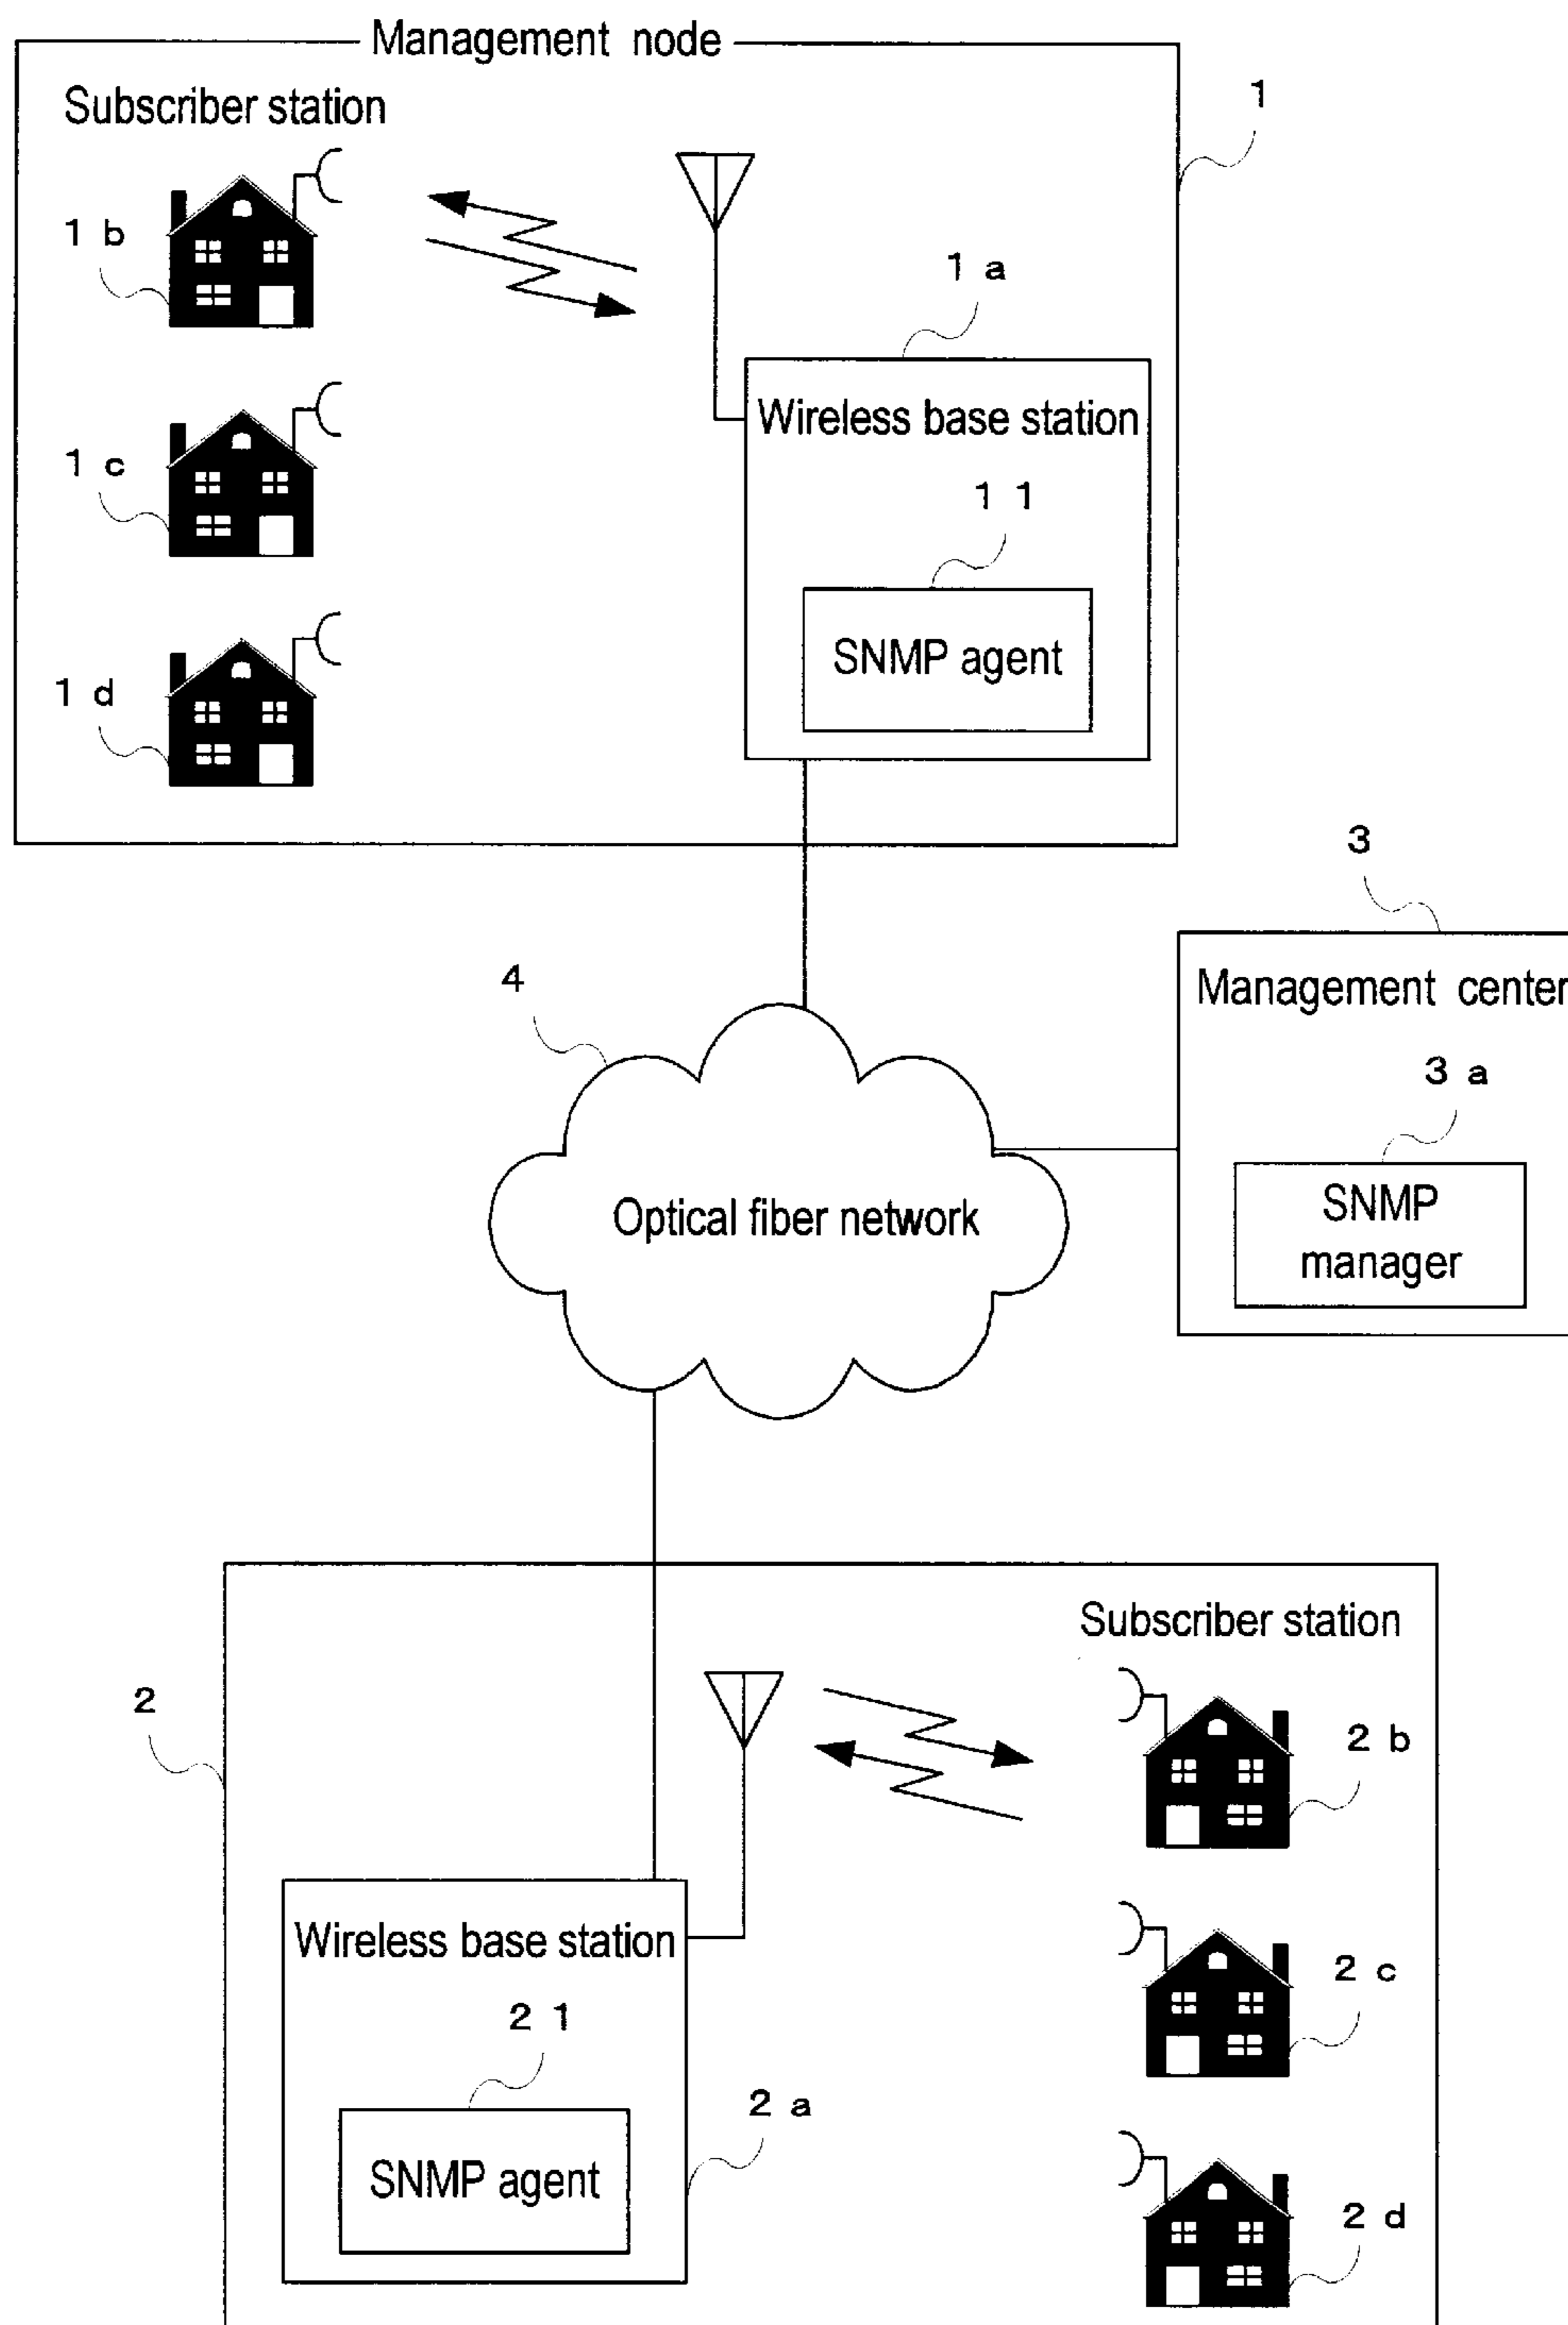 Management node
Subscriber station
1
1 b
1 a
Wireless base station
1 c
1 1
SNMP agent
1 d
3
Management center
4
3 a
Optical fiber network
SNMP
manager
Subscriber station
2
2 b
Wireless base station
2 c
2 1
2 a
SNMP agent
2 d